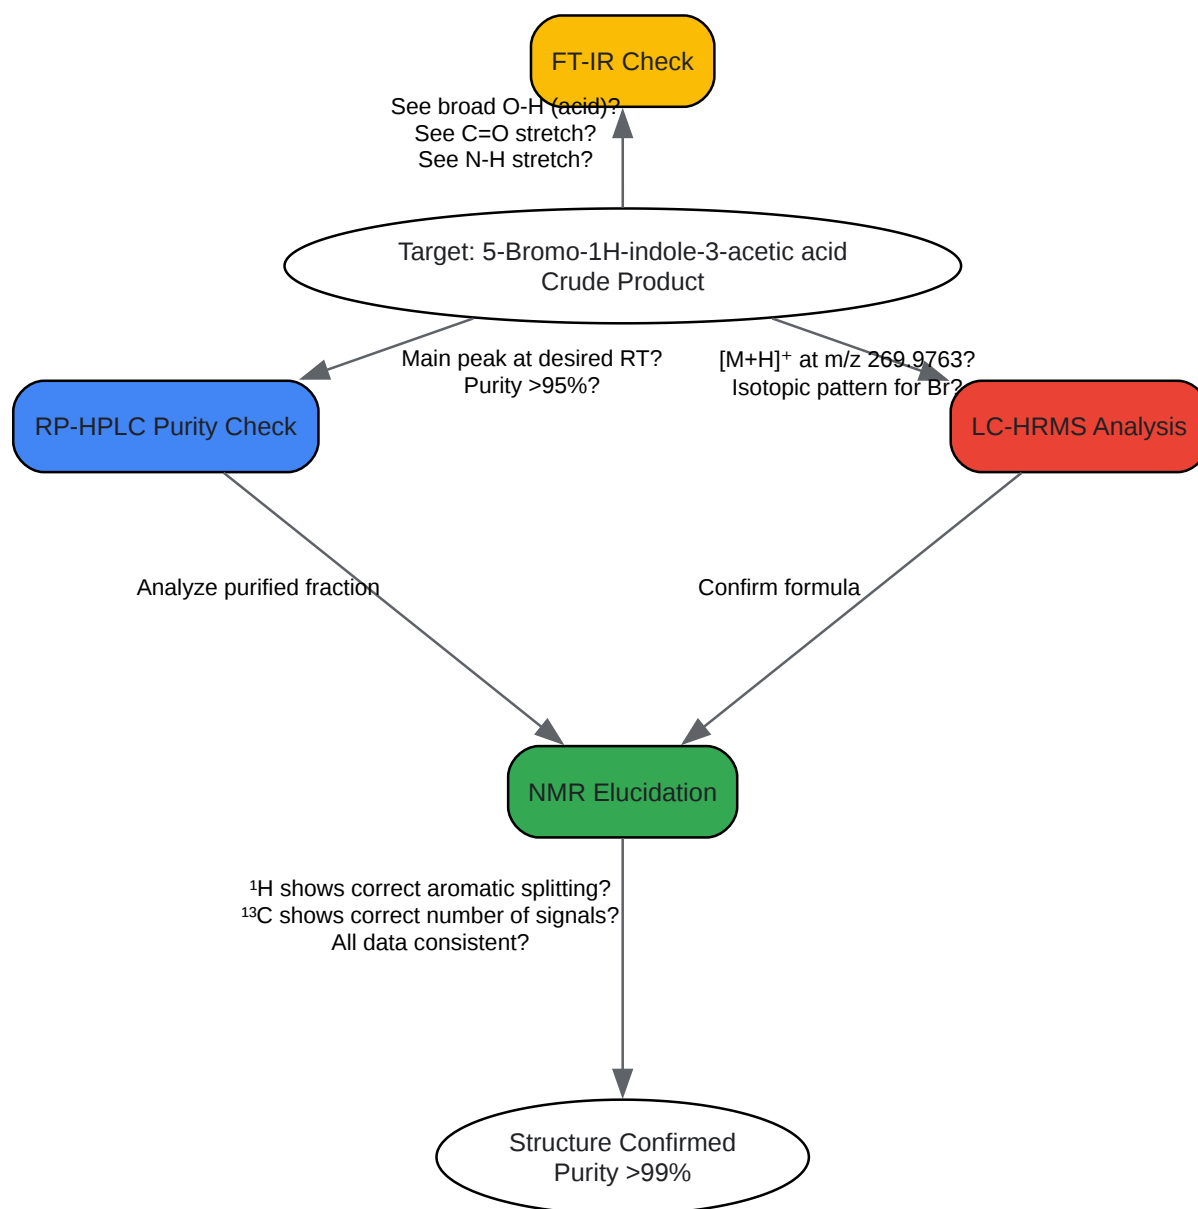 FT-IR Check
See broad O-H (acid)?
See C=O stretch?
See N-H stretch?
Target: 5-Bromo-1H-indole-3-acetic acid
Crude Product
Main peak at desired RT?
Purity >95%?
[M+H]⁺ at m/z 269.9763?
Isotopic pattern for Br?
RP-HPLC Purity Check
LC-HRMS Analysis
Analyze purified fraction
Confirm formula
NMR Elucidation
¹H shows correct aromatic splitting?
¹³C shows correct number of signals?
All data consistent?
Structure Confirmed
Purity >99%